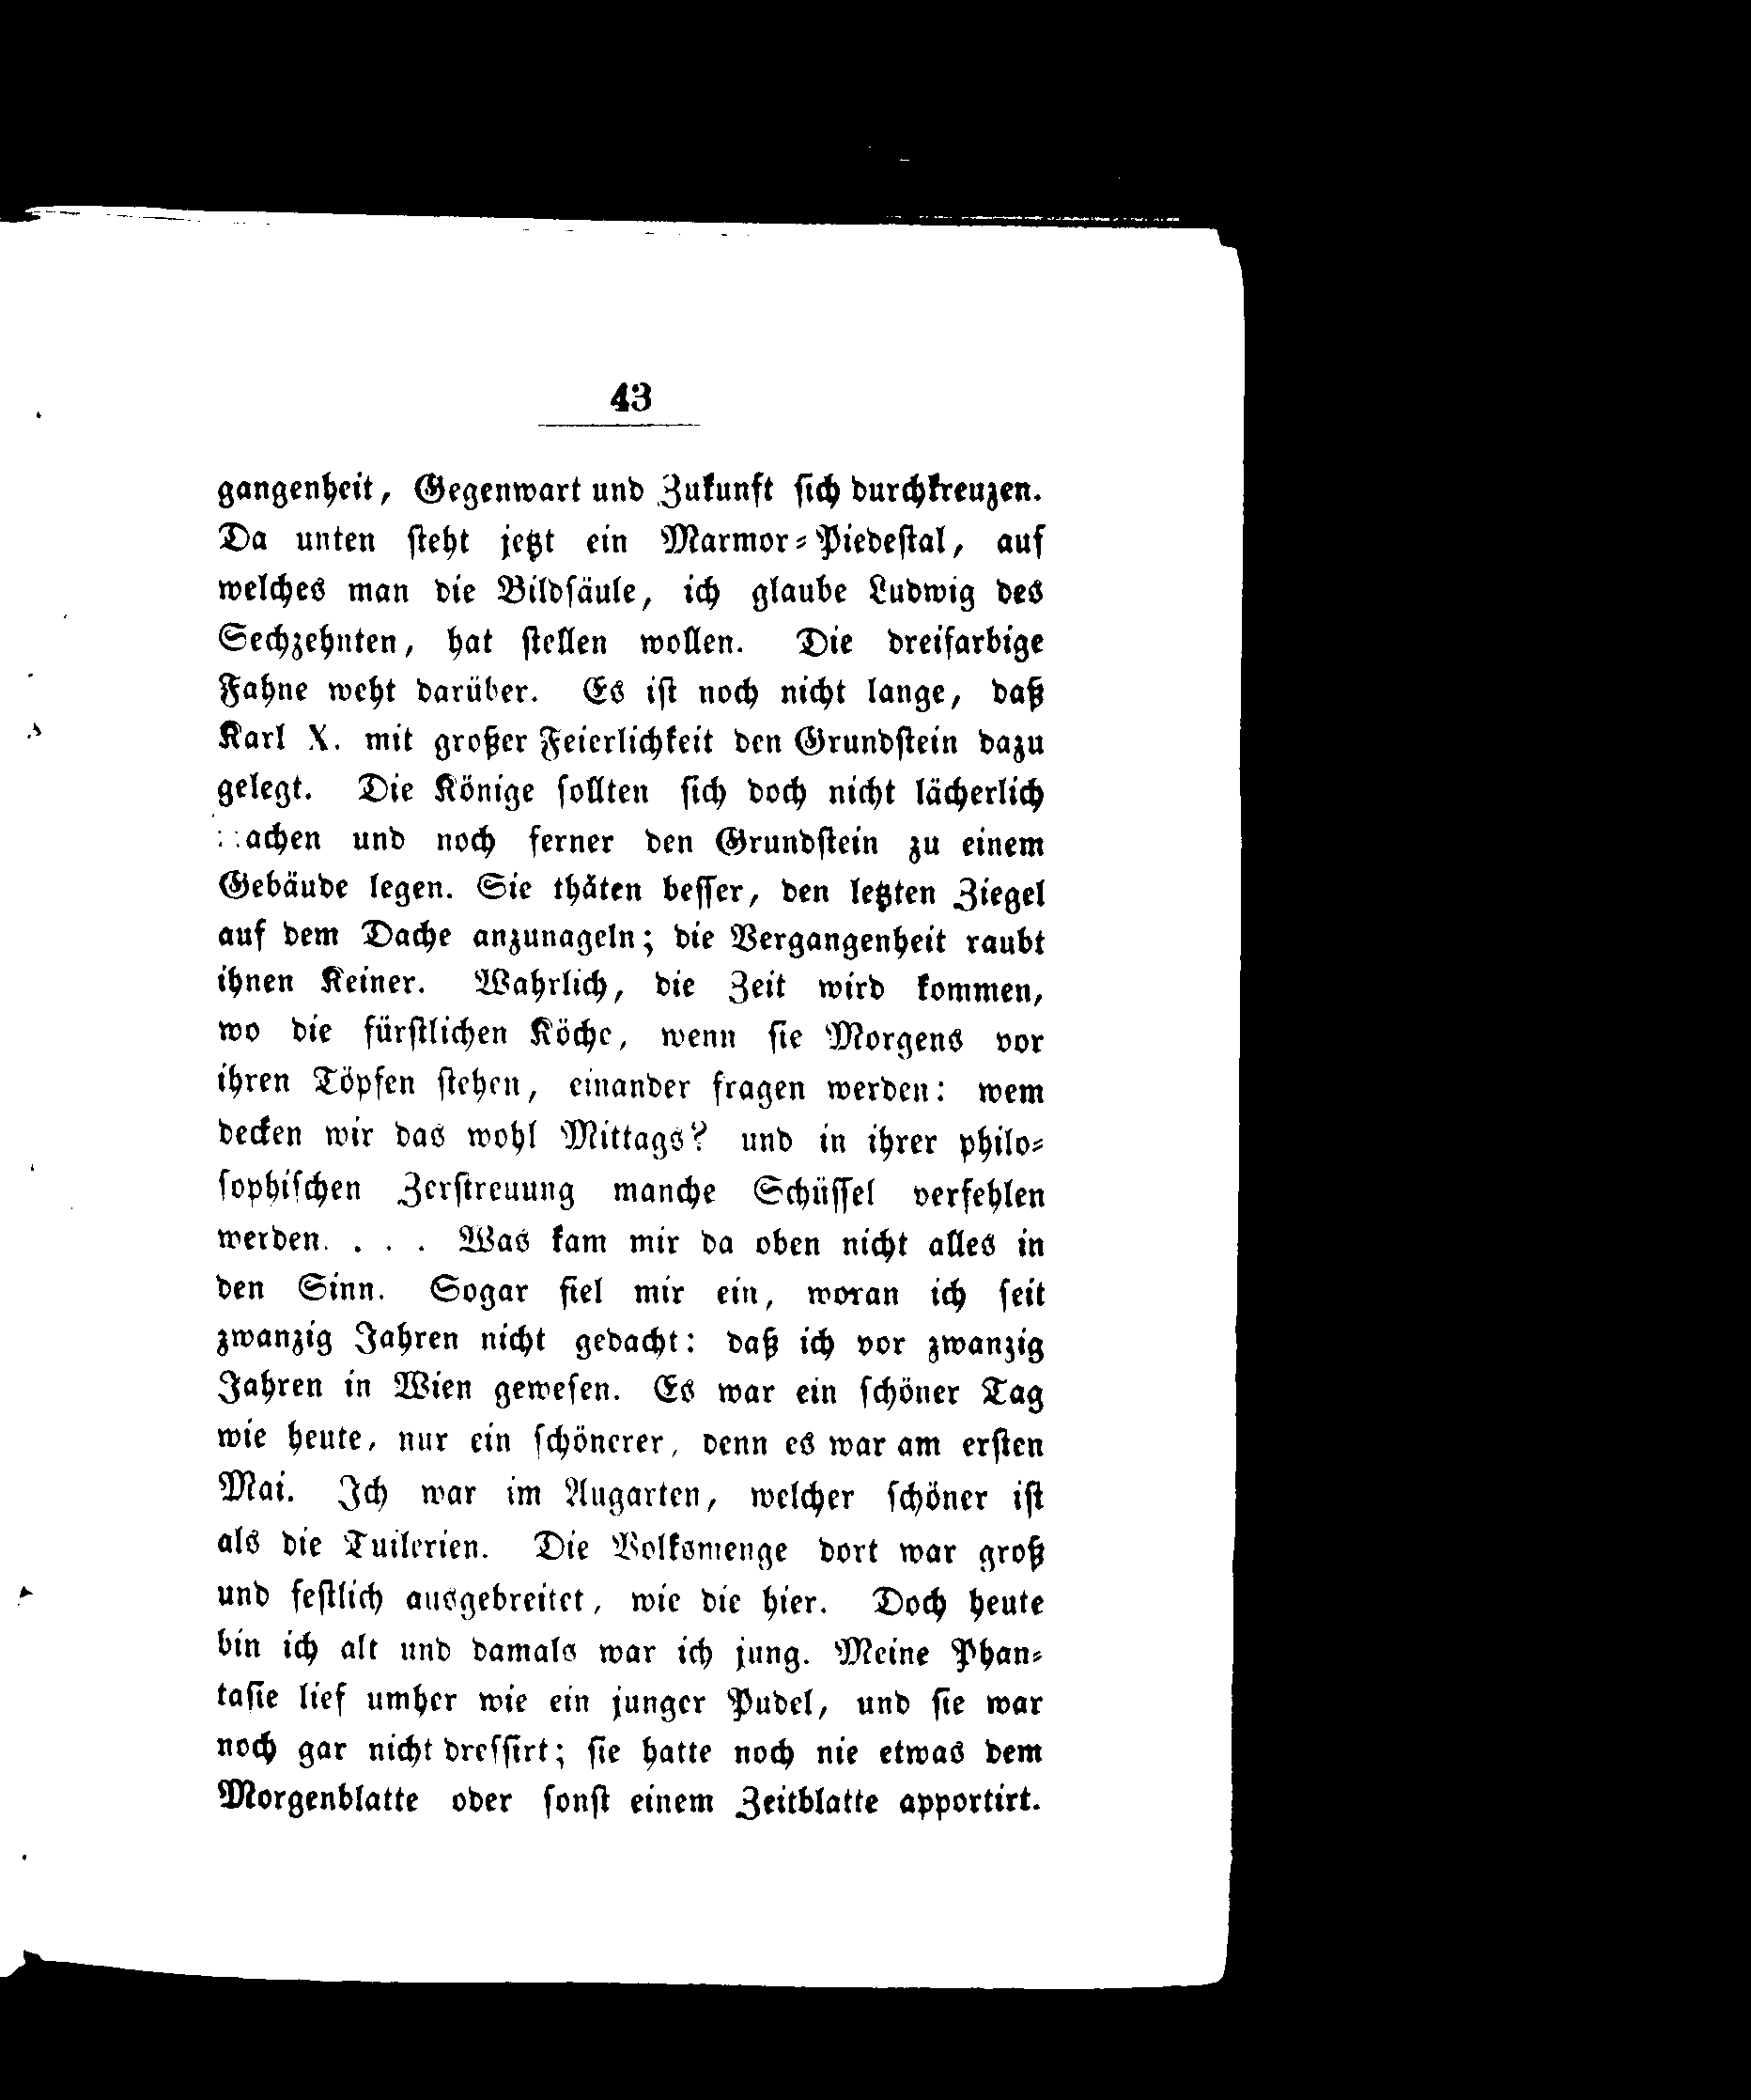 43
gangenheit, Gegenwart und Zukunft ſich durchkreuzen.
Da unten ſteht jetzt ein Marmor⸗Piedeſtal, auf
welches man die Bildſäule, ich glaube Ludwig des
Sechzehnten, hat ſtellen wollen. Die dreifarbige
Fahne weht darüber. Es iſt noch nicht lange, daß
Karl X. mit großer Feierlichkeit den Grundſtein dazu
gelegt. Die Könige ſollten ſich doch nicht lächerlich
achen und noch ferner den Grundſtein zu einem
Gebäude legen. Sie thäten beſſer, den letzten Ziegel
auf dem Dache anzunageln; die Vergangenheit raubt
ihnen Keiner. Wahrlich, die Zeit wird kommen,
wo die fürſtlichen Köche, wenn ſie Morgens vor
ihren Töpfen ſtehen, einander fragen werden: wem
decken wir das wohl Mittags? und in ihrer philo⸗
ſophiſchen Zerſtreuung manche Schüſſel verfehlen
werden. . . . Was kam mir da oben nicht alles in
den Sinn. Sogar fiel mir ein, woran ich ſeit
zwanzig Jahren nicht gedacht: daß ich vor zwanzig
Jahren in Wien geweſen. Es war ein ſchöner Tag
wie heute, nur ein ſchönerer, denn es war am erſten
Mai. Ich war im Augarten, welcher ſchöner iſt
als die Tuilerien. Die Volksmenge dort war groß
und feſtlich ausgebreitet, wie die hier. Doch heute
bin ich alt und damals war ich jung. Meine Phan⸗
taſie lief umher wie ein junger Pudel, und ſie war
noch gar nicht dreſſirt; ſie hatte noch nie etwas dem
Morgenblatte oder ſonſt einem Zeitblatte apportirt.